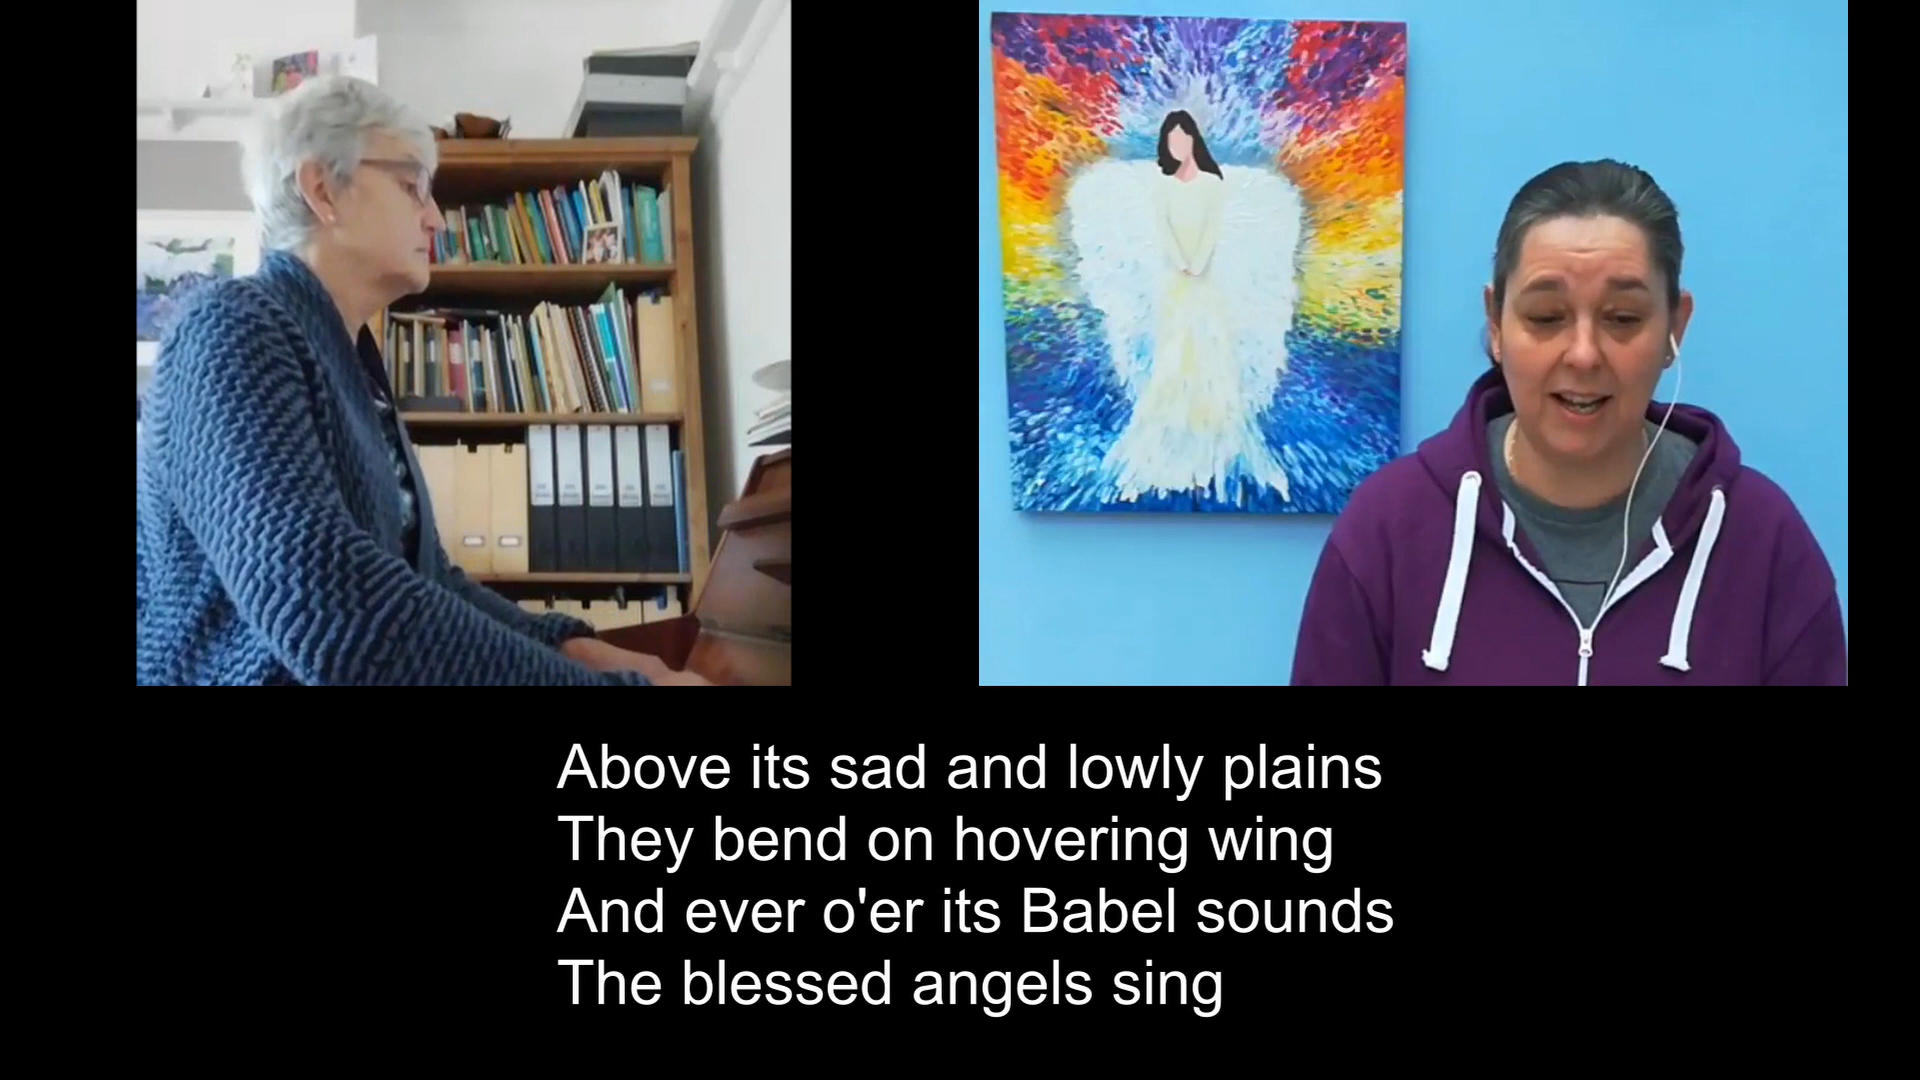 Above its sad and lowly plains
They bend on hovering wing
And ever o'er its Babel sounds
The blessed angels sing